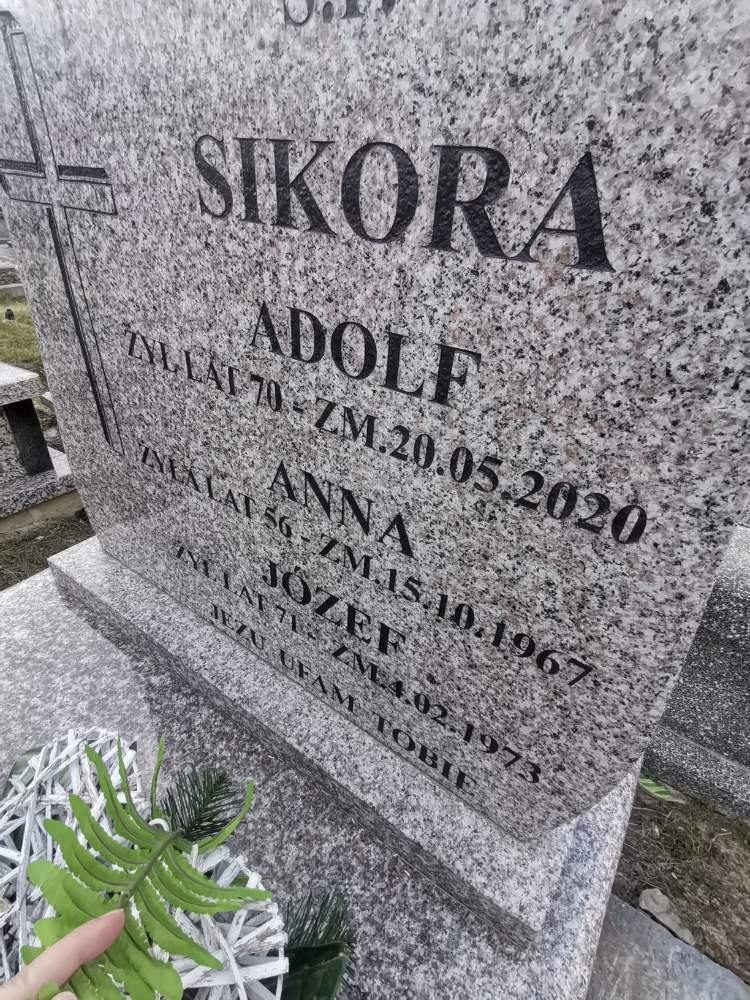 Ś.P.
SIKORA
ADOLF
ŻYŁ LAT 70 - ZM.20.05.2020
ANNA
ŻYŁA LAT 56 - ZM.15.10.1967
JÓZEF
ŻYŁ LAT 71 - ZM.4.02.1973
JEZU UFAM TOBIE